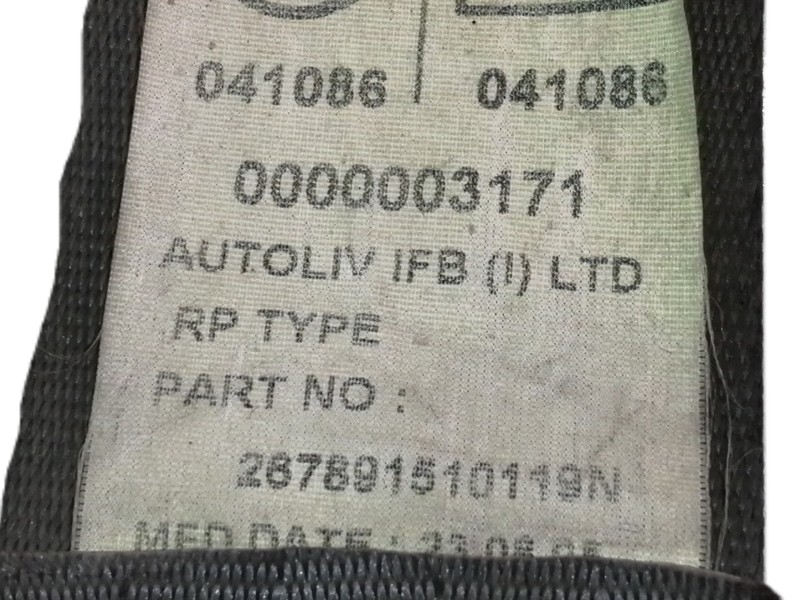 041086 041086
0000003171
AUTOLIV IFB (I) LTD
RP TYPE
PART NO :
267891510119N
MFD DATE :